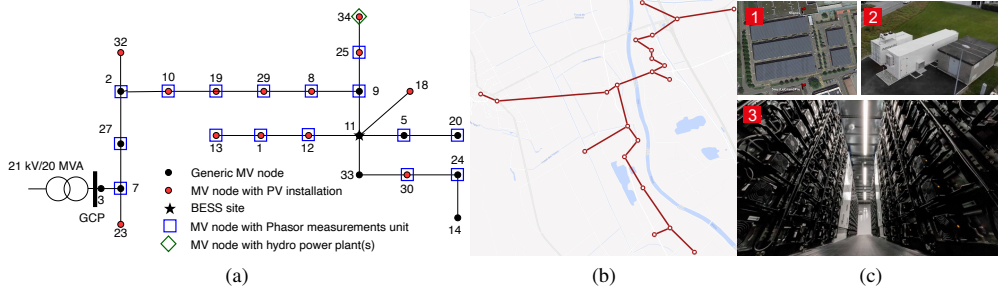 34
32
25
2
10
19
29
8
9
18
27
11
5
20
13
1
12
24
21 kV/20 MVA
7
33
30
3
GCP
23
14
Generic MV node
MV node with PV installation
BESS site
MV node with Phasor measurements unit
MV node with hydro power plant(s)
1
2
3
(a)
(b)
(c)